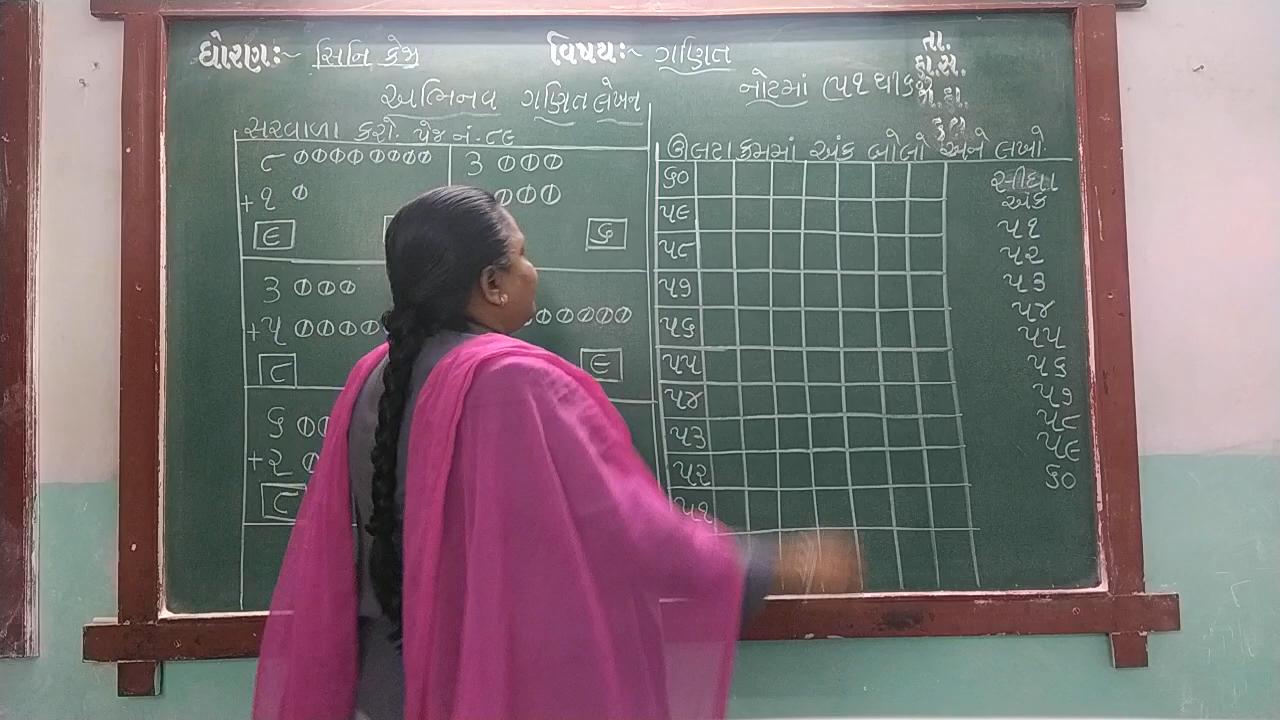 ધોરણઃ~ સિનિ કેજી
વિષયઃ~ ગણિત
તા.
હા.સં.
ગે.હા.
કુલ
અભિનવ ગણિત લેખન
નોટમાં (૫૧ થી ૬૦)
સરવાળા કરો. પેજ નં-૮૯
૮
+ ૧
૯
૩
૬
૩
+ ૫
૮
૯
૬
+ ૨
૮
ઊલટા ક્રમમાં અંક બોલો અને લખો.
૬૦
૫૯
૫૮
૫૭
૫૬
૫૫
૫૪
૫૩
૫૨
૫૧
સીધા
અંક
૫૧
૫૨
૫૩
૫૪
૫૫
૫૬
૫૭
૫૮
૫૯
૬૦